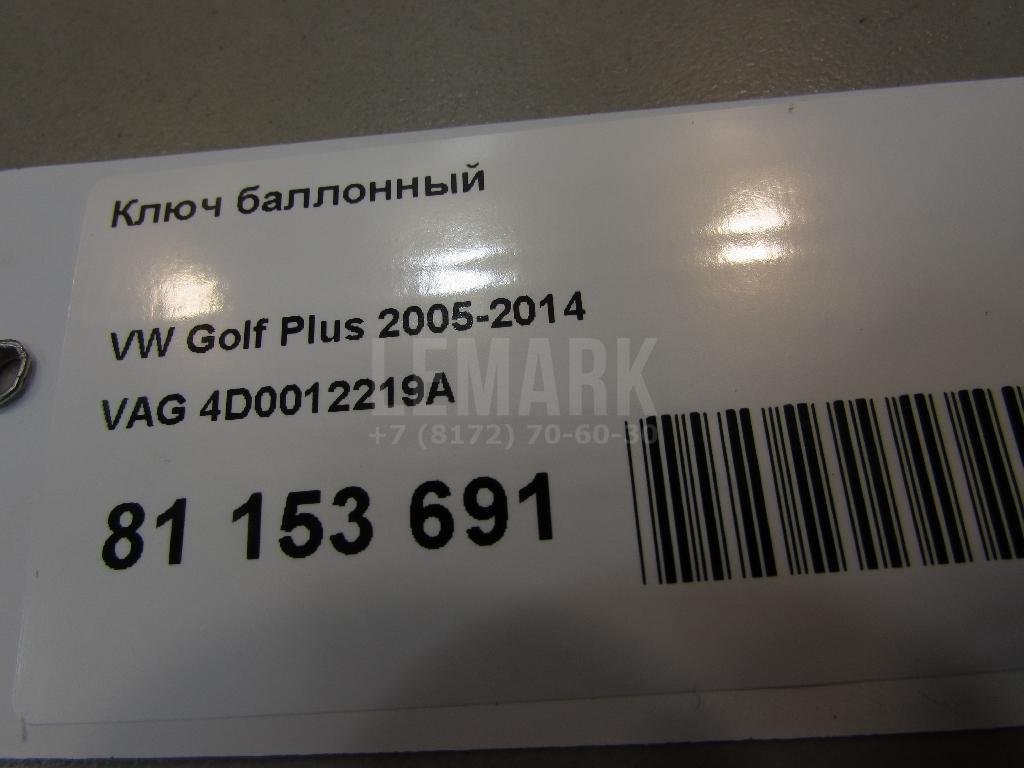 Ключ баллонный
VW Golf Plus 2005-2014
LEMARK
VAG 4D0012219A
+7 (8172) 70-60-30
81 153 691